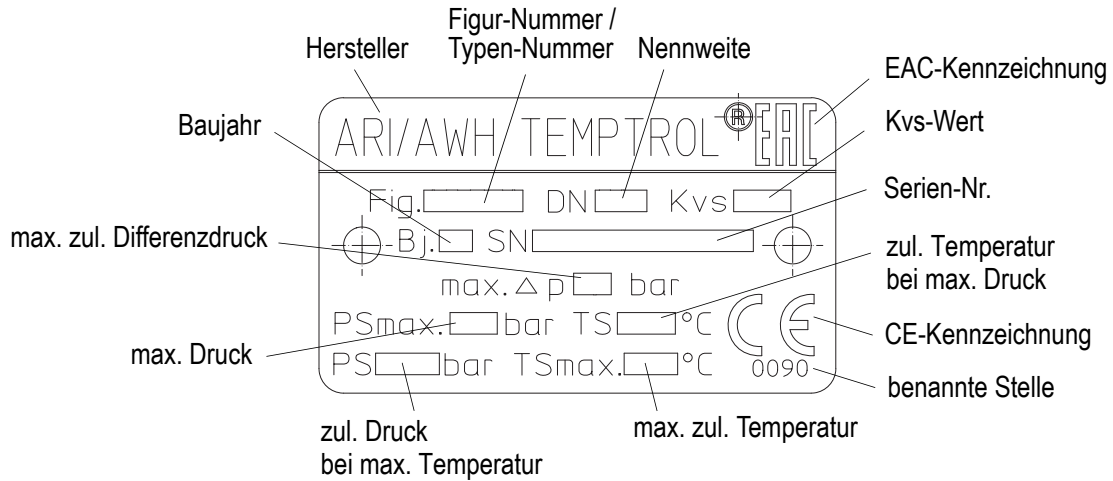 Figur-Nummer /
Hersteller Typen-Nummer Nennweite
EAC-Kennzeichnung
Baujahr
ARI/AWH TEMPTROL ® EAC
Kvs-Wert
Fig. DN Kvs
Serien-Nr.
max. zul. Differenzdruck
Bj. SN
zul. Temperatur
bei max. Druck
max. △ p bar
PSmax. bar TS °C CE
CE-Kennzeichnung
max. Druck
PS bar TSmax. °C 0090
benannte Stelle
zul. Druck
bei max. Temperatur
max. zul. Temperatur